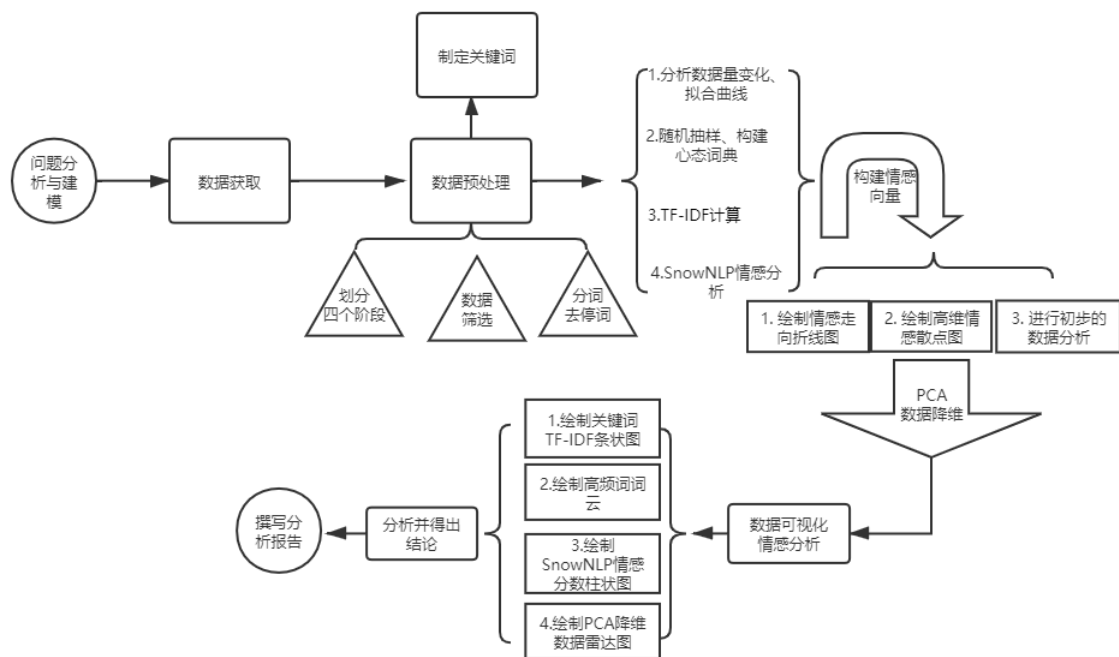 制定关键词
问题分
析与建
模
数据获取
数据预处理
划分
四个阶段
数据
筛选
分词
去停词
1.分析数据量变化、
拟合曲线
2.随机抽样、构建
心态词典
3.TF-IDF计算
4.SnowNLP情感分
析
构建情感
向量
1. 绘制情感走
向折线图
2. 绘制高维情
感散点图
3. 进行初步的
数据分析
PCA
数据降维
数据可视化
情感分析
1.绘制关键词
TF-IDF条状图
2.绘制高频词词
云
3.绘制
SnowNLP情感
分数柱状图
4.绘制PCA降维
数据雷达图
分析并得出
结论
撰写分
析报告